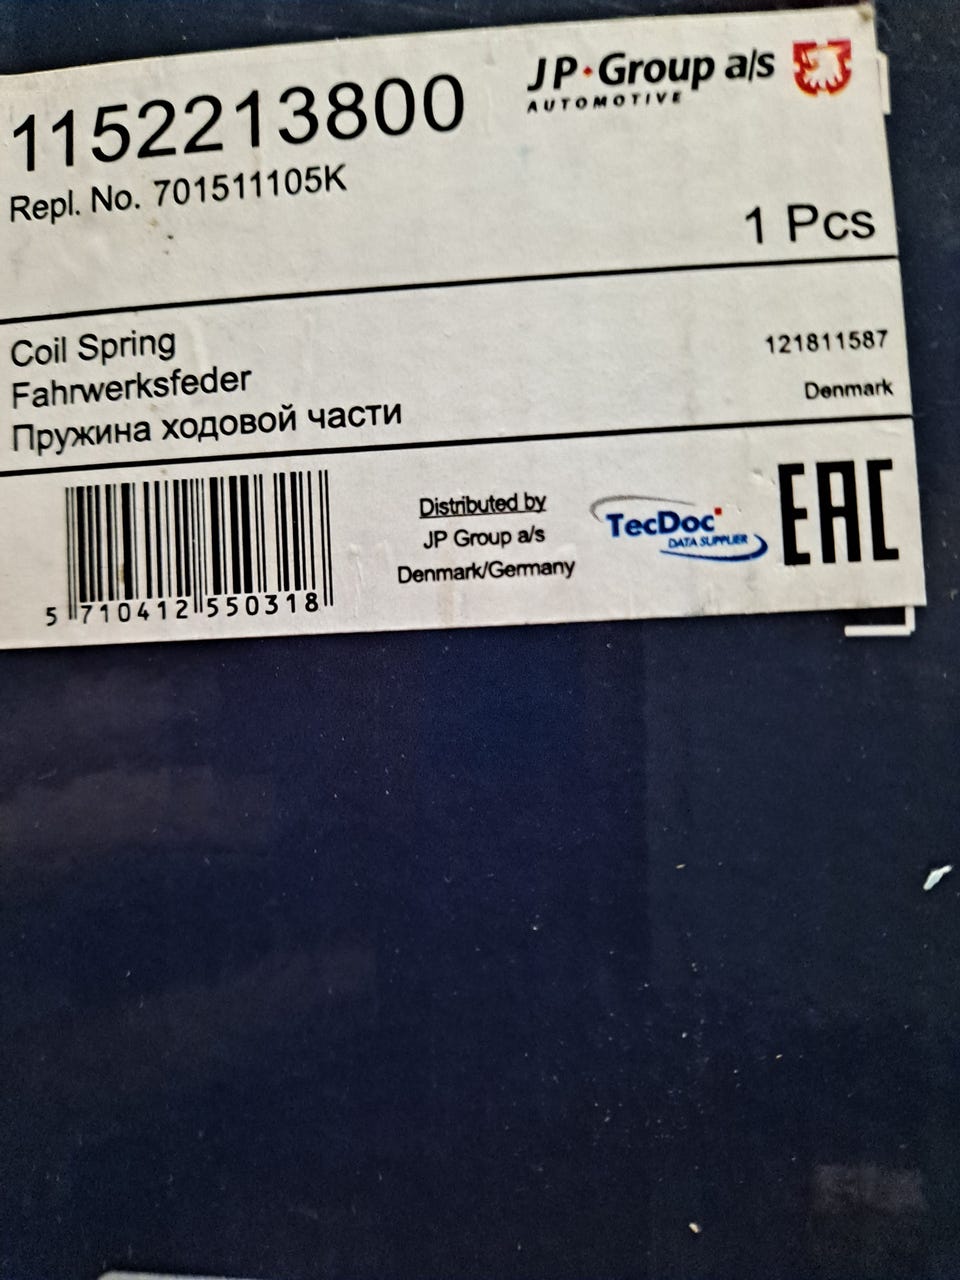 JP Group a/s
AUTOMOTIVE
1152213800
Repl. No. 701511105K
1 Pcs
Coil Spring
Fahrwerksfeder
Пружина ходовой части
121811587
Denmark
Distributed by
JP Group a/s
Denmark/Germany
TecDoc
DATA SUPPLIER
EAC
5 710412 550318